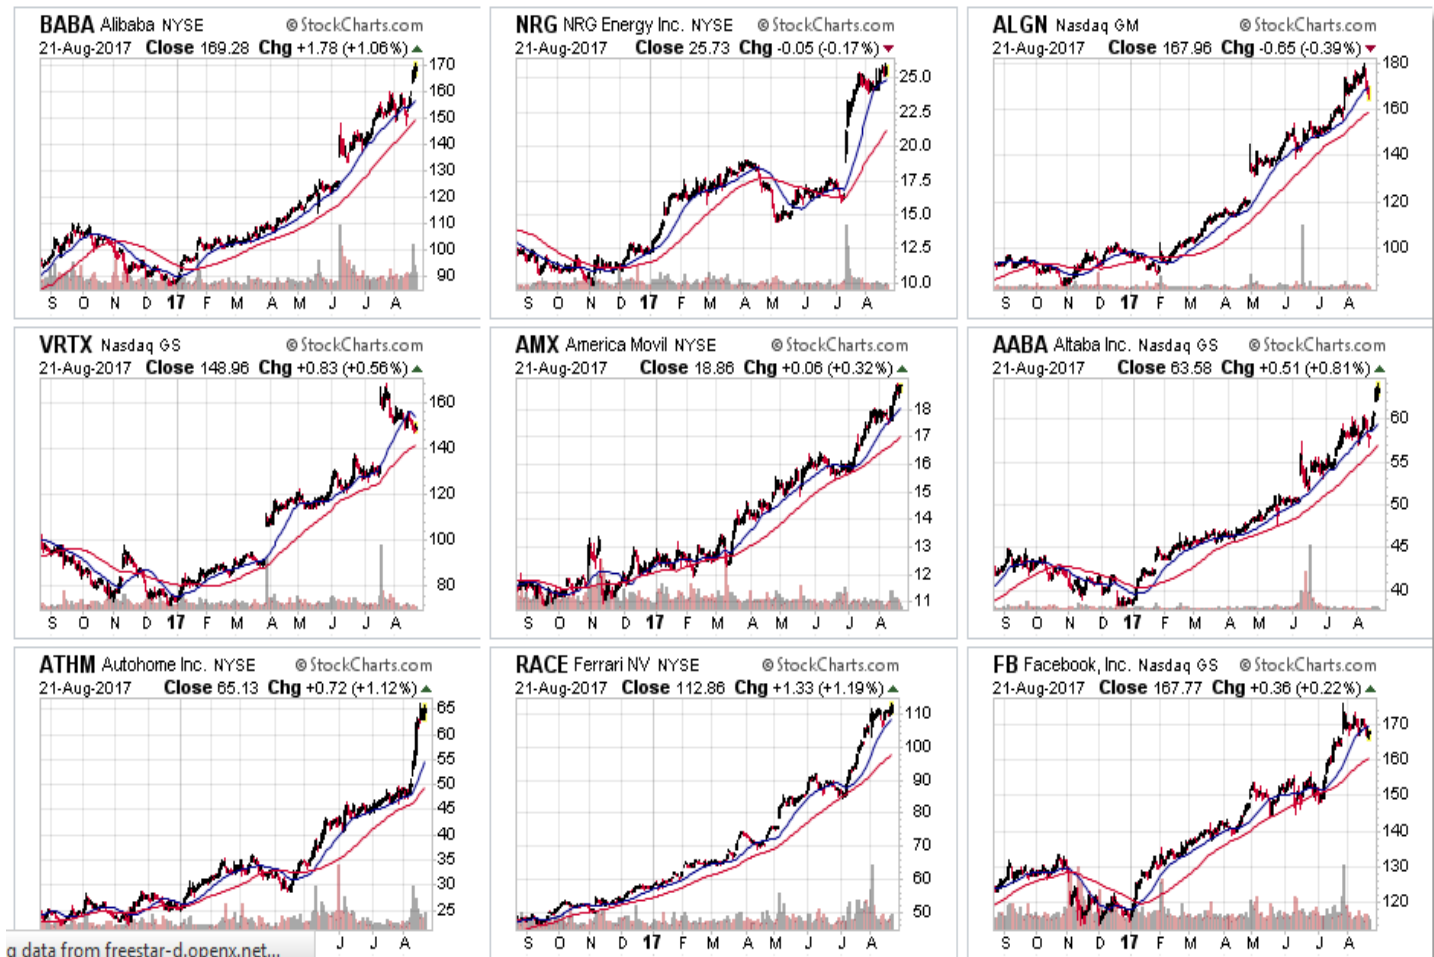 BABA Alibaba NYSE © StockCharts.com
21-Aug-2017 Close 169.28 Chg +1.78 (+1.06%)
170
160
150
140
130
120
110
100
90
S O N D 17 F M A M J J A
NRG NRG Energy Inc. NYSE © StockCharts.com
21-Aug-2017 Close 25.73 Chg -0.05 (-0.17%)
25.0
22.5
20.0
17.5
15.0
12.5
10.0
S O N D 17 F M A M J J A
ALGN Nasdaq GM © StockCharts.com
21-Aug-2017 Close 167.96 Chg -0.65 (-0.39%)
180
160
140
120
100
S O N D 17 F M A M J J A
VRTX Nasdaq GS © StockCharts.com
21-Aug-2017 Close 148.96 Chg +0.83 (+0.56%)
160
140
120
100
80
S O N D 17 F M A M J J A
AMX America Movil NYSE © StockCharts.com
21-Aug-2017 Close 18.86 Chg +0.06 (+0.32%)
18
17
16
15
14
13
12
11
S O N D 17 F M A M J J A
AABA Altaba Inc. Nasdaq GS © StockCharts.com
21-Aug-2017 Close 63.58 Chg +0.51 (+0.81%)
60
55
50
45
40
S O N D 17 F M A M J J A
ATHM Autohome Inc. NYSE © StockCharts.com
21-Aug-2017 Close 65.13 Chg +0.72 (+1.12%)
65
60
55
50
45
40
35
30
25
J J A
g data from freestar-d.openx.net...
RACE Ferrari NV NYSE © StockCharts.com
21-Aug-2017 Close 112.86 Chg +1.33 (+1.19%)
110
100
90
80
70
60
50
S O N D 17 F M A M J J A
FB Facebook, Inc. Nasdaq GS © StockCharts.com
21-Aug-2017 Close 167.77 Chg +0.36 (+0.22%)
170
160
150
140
130
120
S O N D 17 F M A M J J A